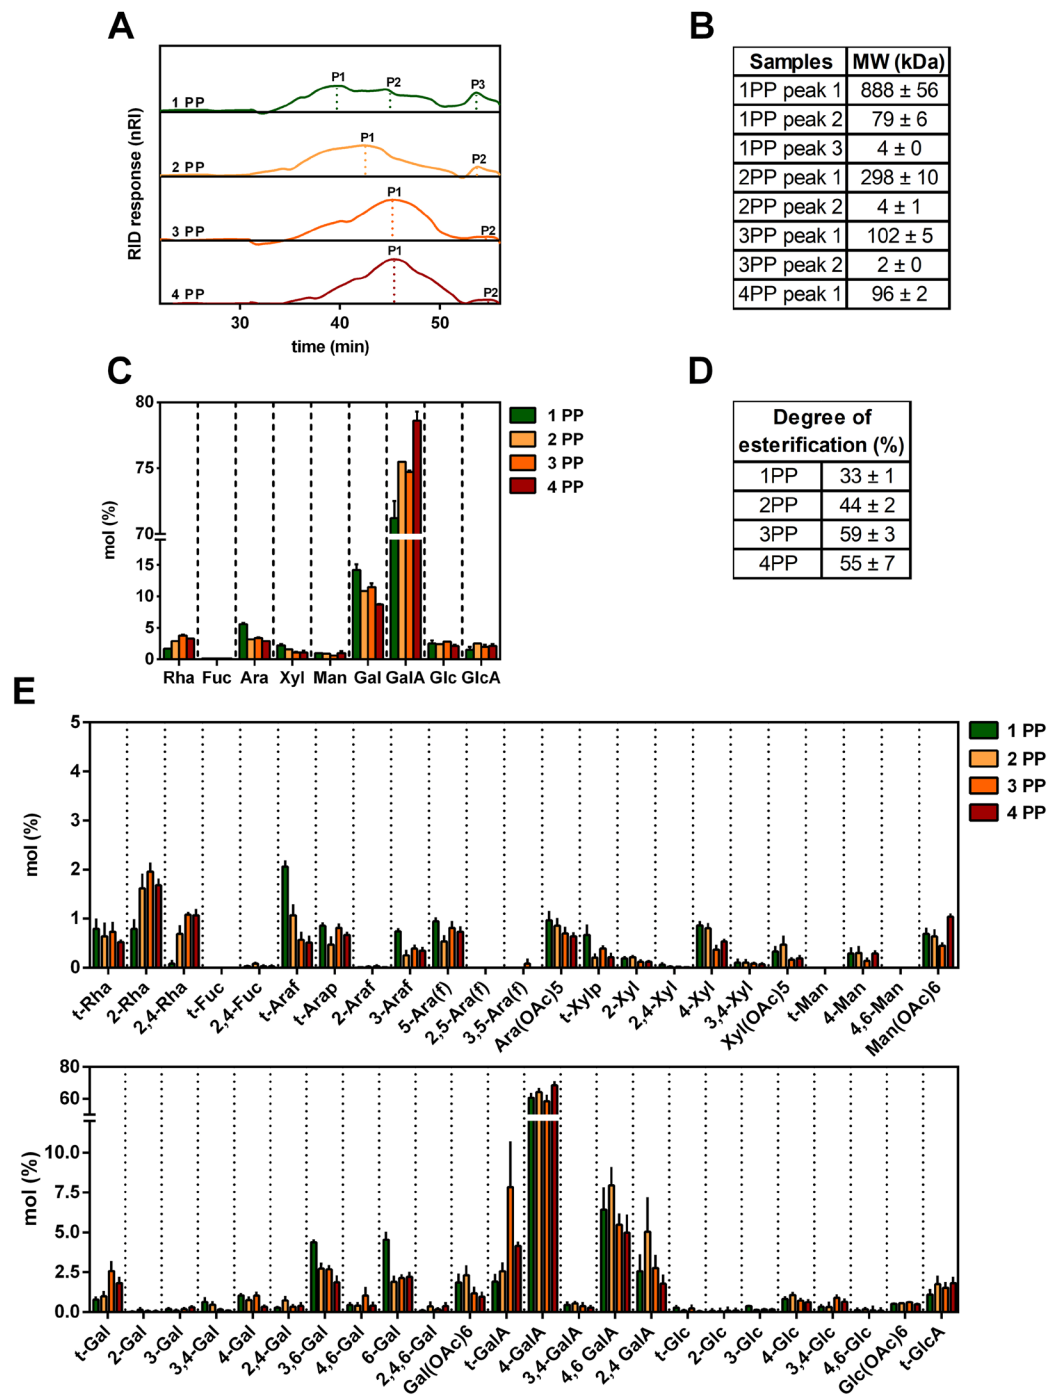 A
RID response (nRI)
1 PP
P1
P2
P3
2 PP
P1
P2
3 PP
P1
P2
4 PP
P1
P2
30
40
50
time (min)
B
Samples MW (kDa)
1PP peak 1 888 ± 56
1PP peak 2 79 ± 6
1PP peak 3 4 ± 0
2PP peak 1 298 ± 10
2PP peak 2 4 ± 1
3PP peak 1 102 ± 5
3PP peak 2 2 ± 0
4PP peak 1 96 ± 2
C
mol (%)
80
75
70
15
10
5
0
Rha Fuc Ara Xyl Man Gal GalA Glc GlcA
1 PP
2 PP
3 PP
4 PP
D
Degree of
esterification (%)
1PP 33 ± 1
2PP 44 ± 2
3PP 59 ± 3
4PP 55 ± 7
E
mol (%)
5
4
3
2
1
0
t-Rha
2-Rha
2,4-Rha
t-Fuc
2,4-Fuc
t-Araf
t-Arap
2-Araf
3-Araf
5-Ara(f)
2,5-Ara(f)
3,5-Ara(f)
Ara(OAc)5
t-Xylp
2-Xyl
2,4-Xyl
4-Xyl
3,4-Xyl
Xyl(OAc)5
t-Man
4-Man
4,6-Man
Man(OAc)6
1 PP
2 PP
3 PP
4 PP
mol (%)
80
60
10.0
7.5
5.0
2.5
0.0
t-Gal
2-Gal
3-Gal
3,4-Gal
4-Gal
2,4-Gal
3,6-Gal
4,6-Gal
6-Gal
2,4,6-Gal
Gal(OAc)6
t-GalA
4-GalA
3,4-GalA
4,6 GalA
2,4 GalA
t-Glc
2-Glc
3-Glc
4-Glc
3,4-Glc
4,6-Glc
Glc(OAc)6
t-GlcA